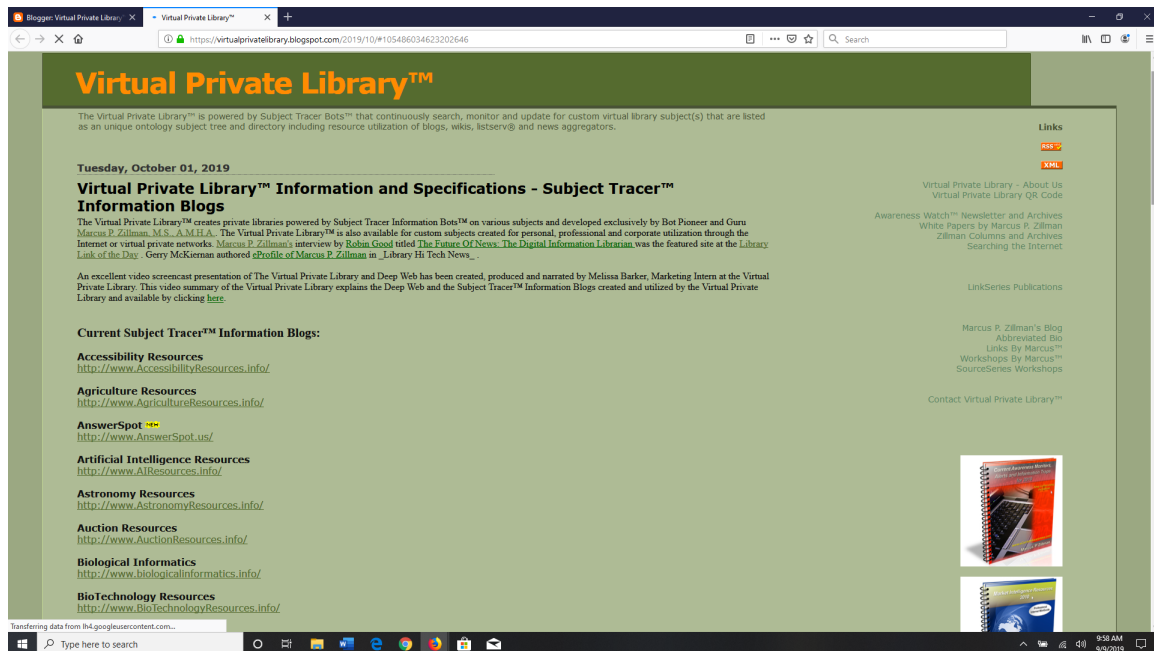 Blogger: Virtual Private Library
Virtual Private Library™
https://virtualprivatelibrary.blogspot.com/2019/10/#105486034623202646
Search
Virtual Private Library™
The Virtual Private Library™ is powered by Subject Tracer Bots™ that continuously search, monitor and update for custom virtual library subject(s) that are listed
as an unique ontology subject tree and directory including resource utilization of blogs, wikis, listserv® and news aggregators.
Tuesday, October 01, 2019
Virtual Private Library™ Information and Specifications - Subject Tracer™
Information Blogs
The Virtual Private Library™ creates private libraries powered by Subject Tracer Information Bots™ on various subjects and developed exclusively by Bot Pioneer and Guru
Marcus P. Zillman, M.S., A.M.H.A.. The Virtual Private Library™ is also available for custom subjects created for personal, professional and corporate utilization through the
Internet or virtual private networks. Marcus P. Zillman's interview by Robin Good titled The Future Of News: The Digital Information Librarian was the featured site at the Library
Link of the Day . Gerry McKiernan authored eProfile of Marcus P. Zillman in _Library Hi Tech News_ .
An excellent video screencast presentation of The Virtual Private Library and Deep Web has been created, produced and narrated by Melissa Barker, Marketing Intern at the Virtual
Private Library. This video summary of the Virtual Private Library explains the Deep Web and the Subject Tracer™ Information Blogs created and utilized by the Virtual Private
Library and available by clicking here.
Current Subject Tracer™ Information Blogs:
Accessibility Resources
http://www.AccessibilityResources.info/
Agriculture Resources
http://www.AgricultureResources.info/
AnswerSpot NEW
http://www.AnswerSpot.us/
Artificial Intelligence Resources
http://www.AIResources.info/
Astronomy Resources
http://www.AstronomyResources.info/
Auction Resources
http://www.AuctionResources.info/
Biological Informatics
http://www.biologicalinformatics.info/
BioTechnology Resources
http://www.BioTechnologyResources.info/
Links
RSS
XML
Virtual Private Library - About Us
Virtual Private Library QR Code
Awareness Watch™ Newsletter and Archives
White Papers by Marcus P. Zillman
Zillman Columns and Archives
Searching the Internet
LinkSeries Publications
Marcus P. Zillman's Blog
Abbreviated Bio
Links By Marcus™
Workshops By Marcus™
SourceSeries Workshops
Contact Virtual Private Library™
Transferring data from lh4.googleusercontent.com...
Type here to search
9:58 AM
9/9/2019